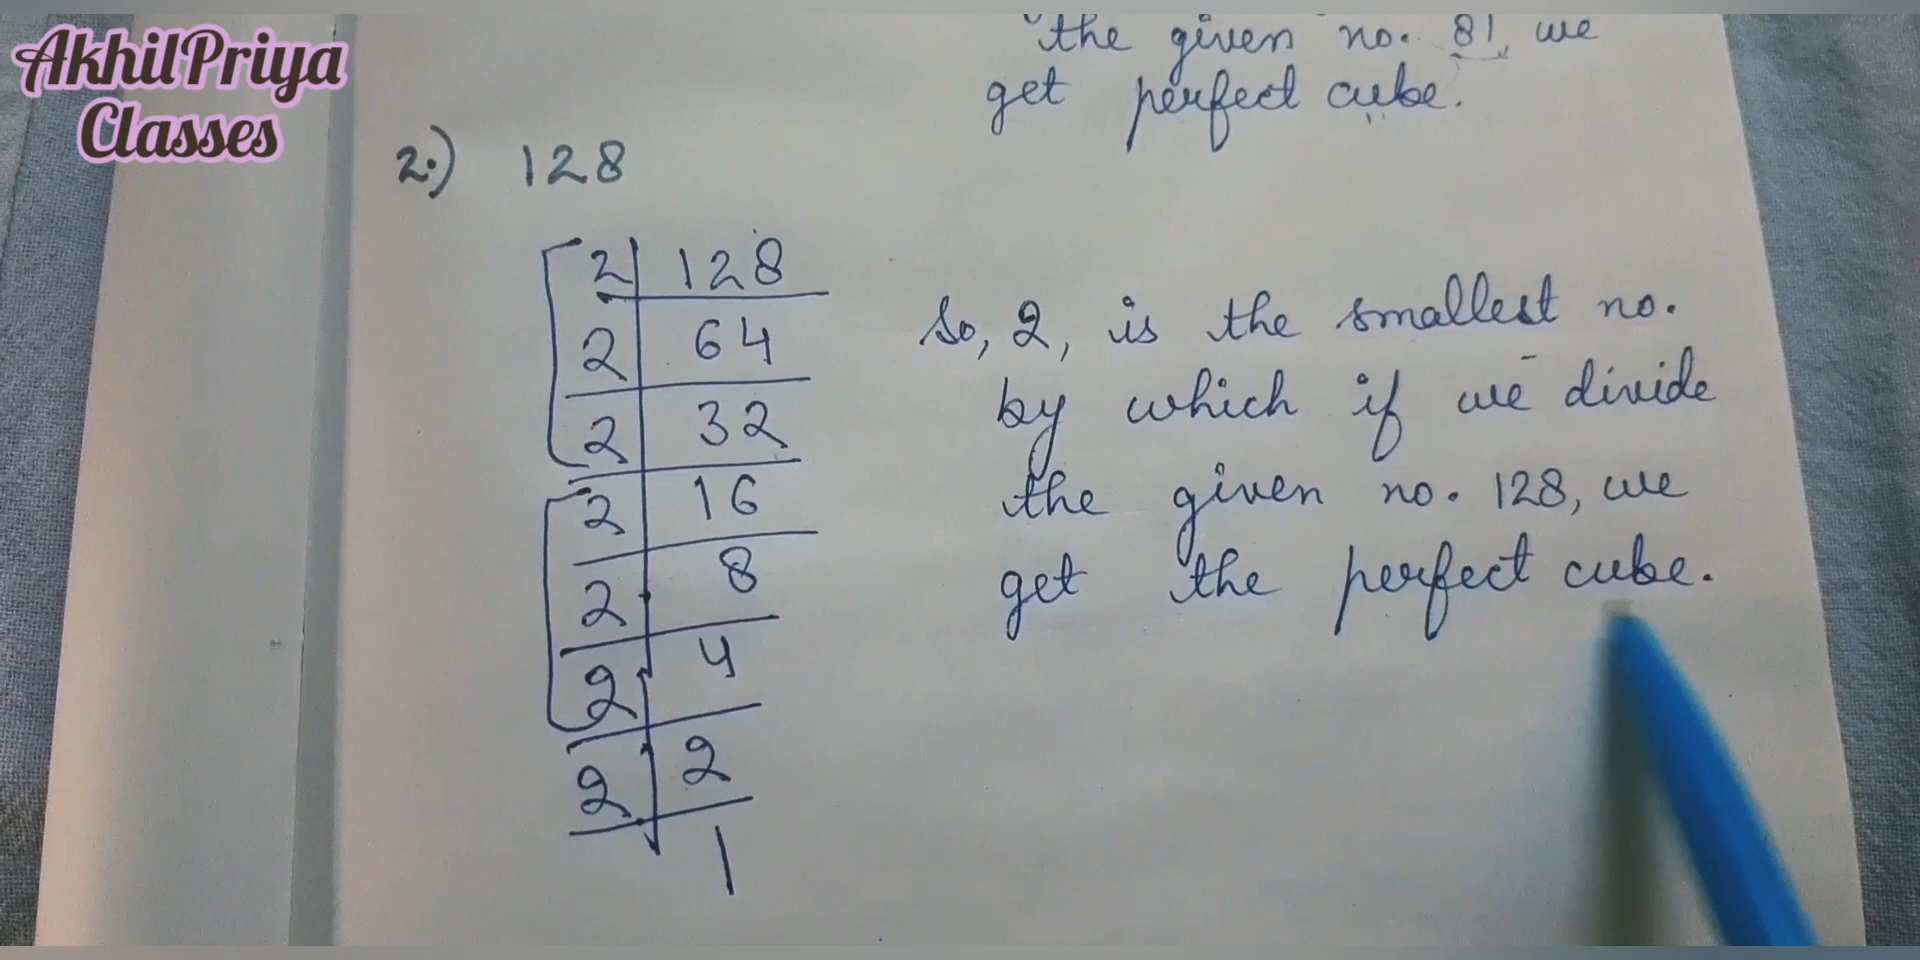 AkhilPriya
Classes
the given no. 81, we
get perfect cube.
2.) 128
2 128
2 64
2 32
2 16
2 8
2 4
2 2
1
So, 2, is the smallest no.
by which if we divide
the given no. 128, we
get the perfect cube.